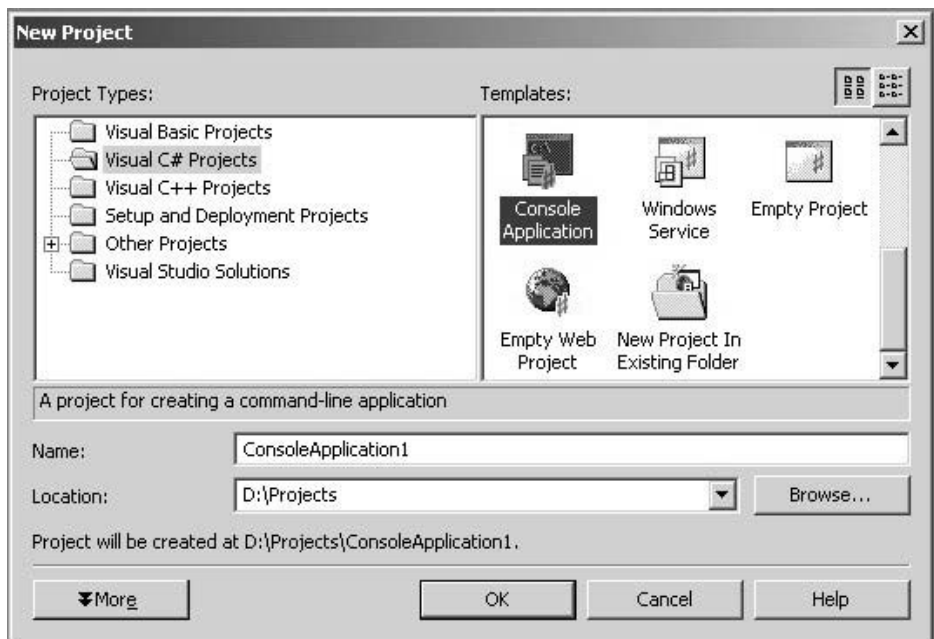 New Project
Project Types:
Templates:
Visual Basic Projects
Visual C# Projects
Visual C++ Projects
Setup and Deployment Projects
Other Projects
Visual Studio Solutions
Console Application
Windows Service
Empty Project
Empty Web Project
New Project In Existing Folder
A project for creating a command-line application
Name:
ConsoleApplication1
Location:
D:\Projects
Browse...
Project will be created at D:\Projects\ConsoleApplication1.
More
OK
Cancel
Help